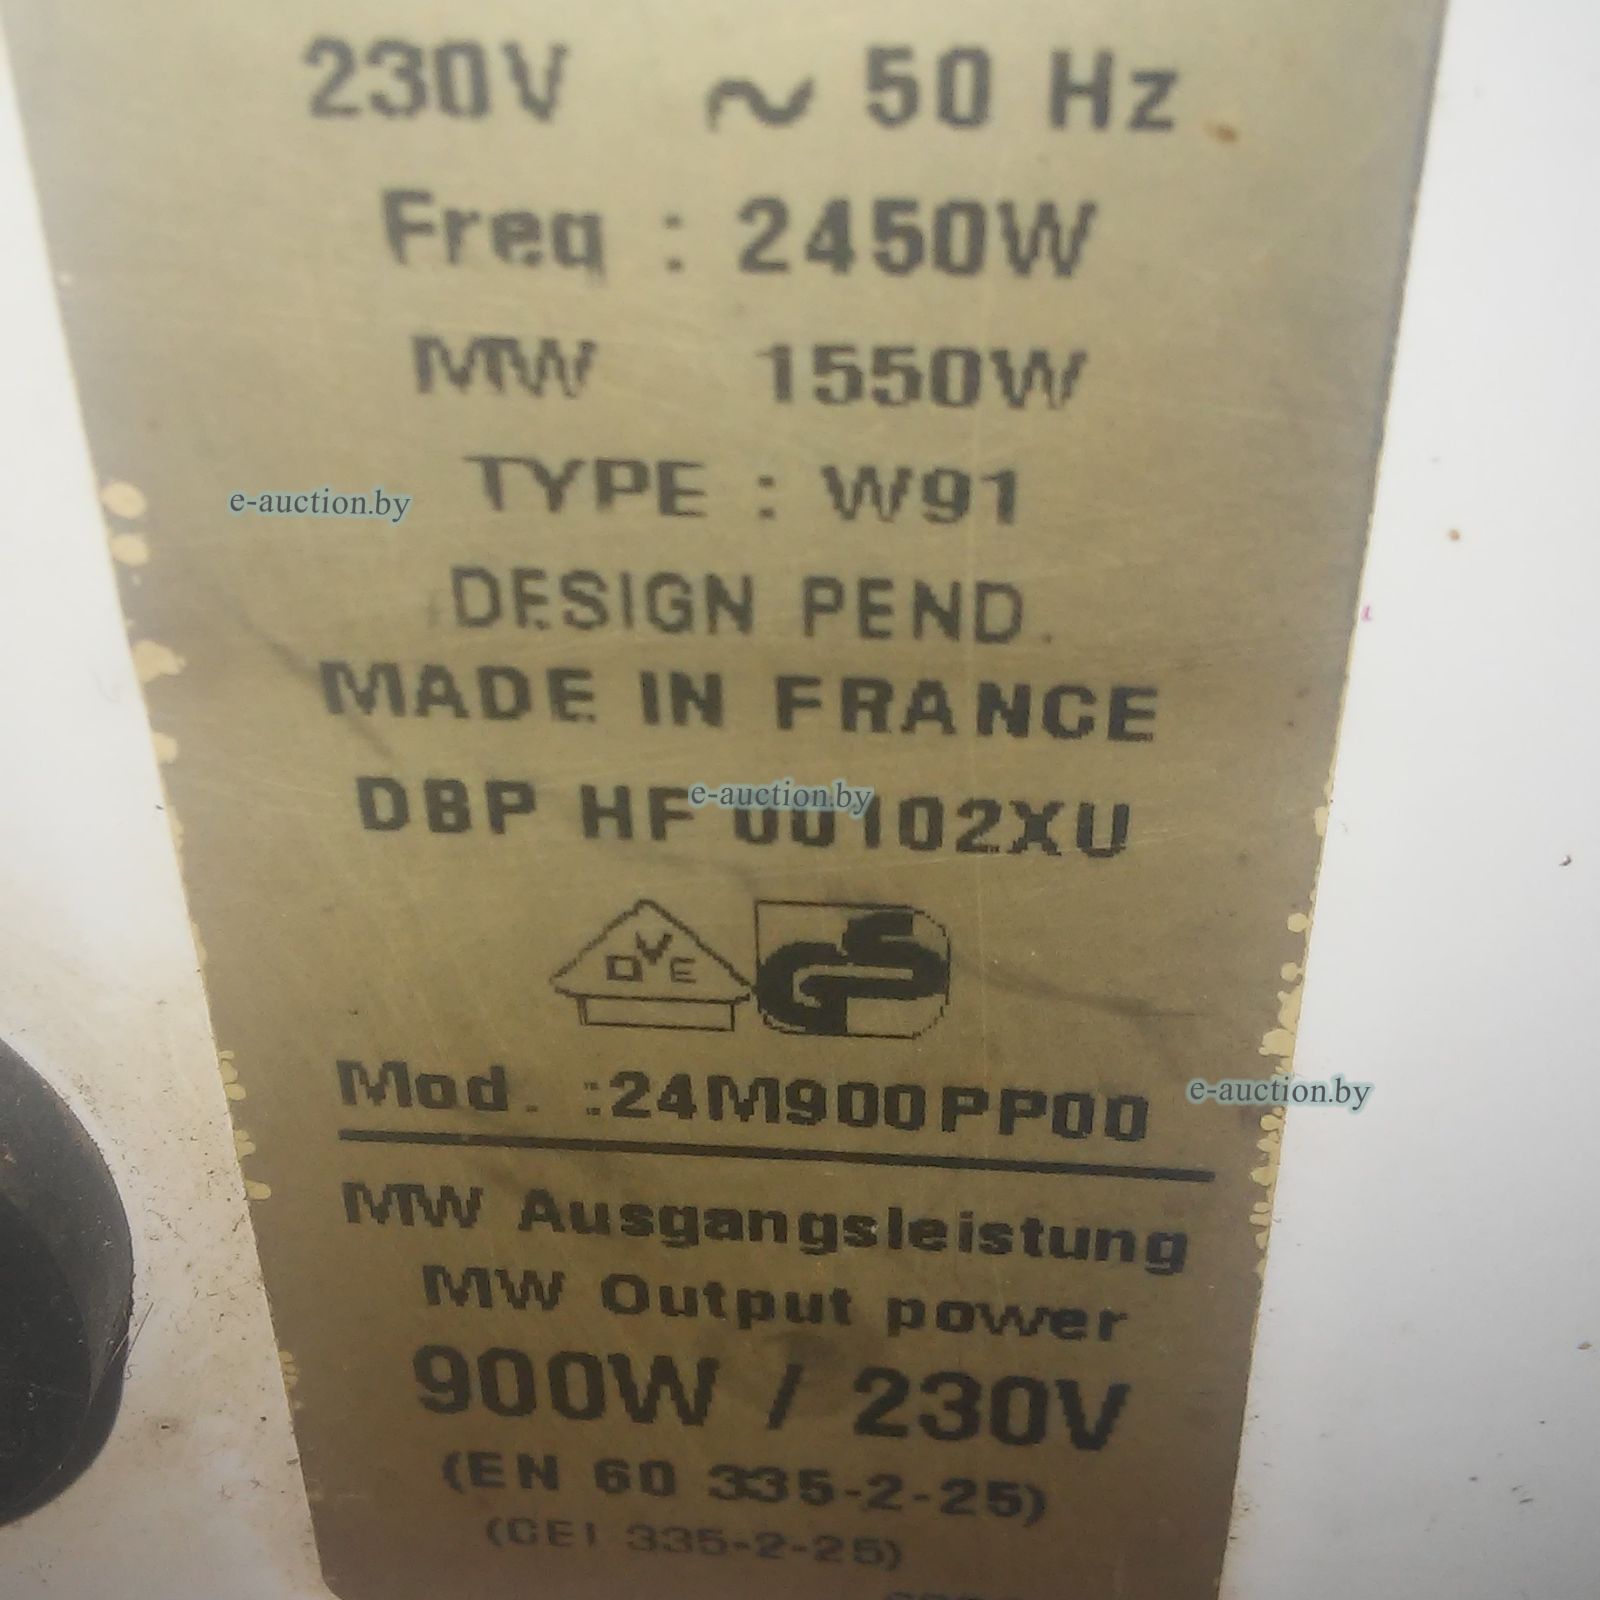 230V ~ 50 Hz
Freq : 2450W
MW 1550W
TYPE : W91
e-auction.by
DESIGN PEND.
MADE IN FRANCE
e-auction.by
DBP HF 00102XU
DVE GS
e-auction.by
Mod. :24M900PP00
MW Ausgangsleistung
MW Output power
900W / 230V
(EN 60 335-2-25)
(CEI 335-2-25)